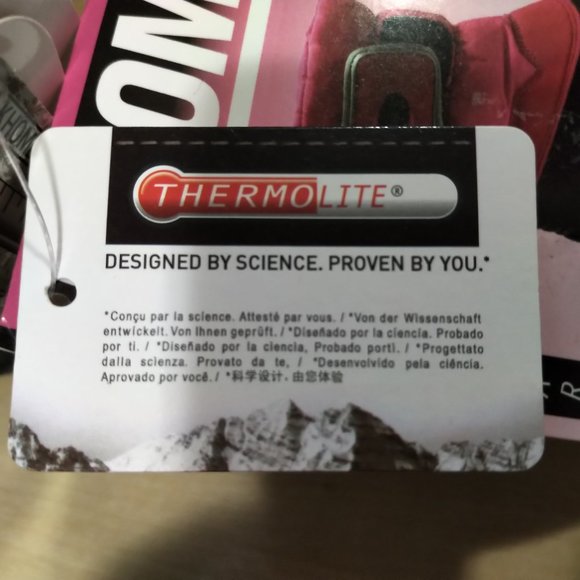 OM
THERMOLITE®
DESIGNED BY SCIENCE. PROVEN BY YOU.*
*Conçu par la science. Attesté par vous. / *Von der Wissenschaft
entwickelt. Von Ihnen geprüft. / *Diseñado por la ciencia. Probado
por ti. / *Diseñado por la ciencia, Probado porti. / *Progettato
dalla scienza. Provato da te, / *Desenvolvido pela ciência.
Aprovado por você. / *科学设计，由您体验
A R